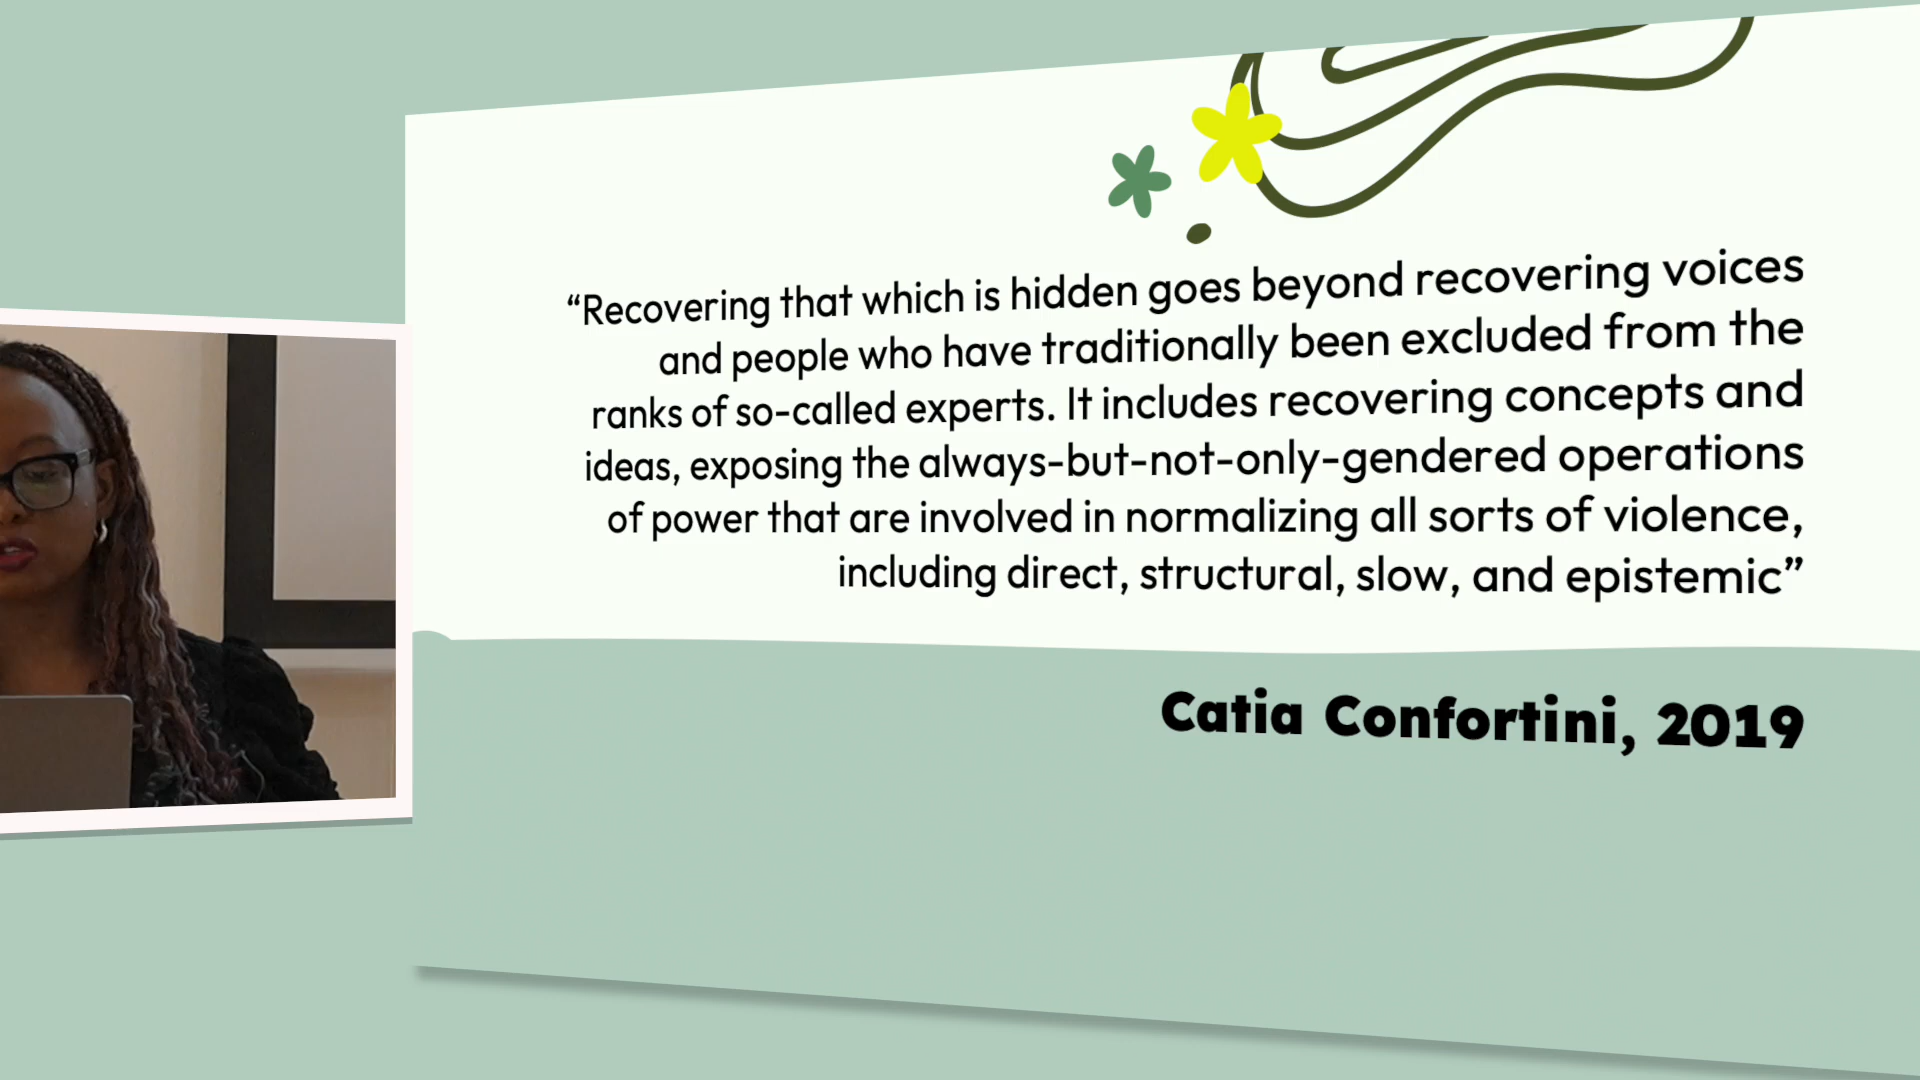 “Recovering that which is hidden goes beyond recovering voices
and people who have traditionally been excluded from the
ranks of so-called experts. It includes recovering concepts and
ideas, exposing the always-but-not-only-gendered operations
of power that are involved in normalizing all sorts of violence,
including direct, structural, slow, and epistemic”
Catia Confortini, 2019